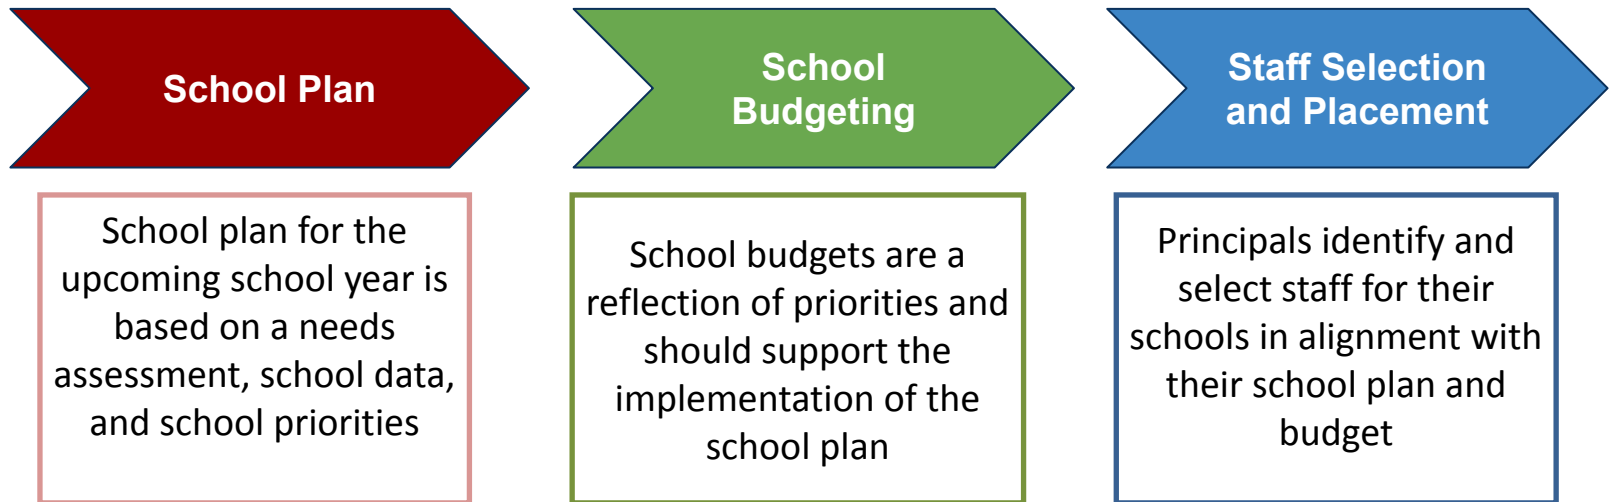 School Plan
School
Budgeting
Staff Selection
and Placement
School plan for the
upcoming school year is
based on a needs
assessment, school data,
and school priorities
School budgets are a
reflection of priorities and
should support the
implementation of the
school plan
Principals identify and
select staff for their
schools in alignment with
their school plan and
budget